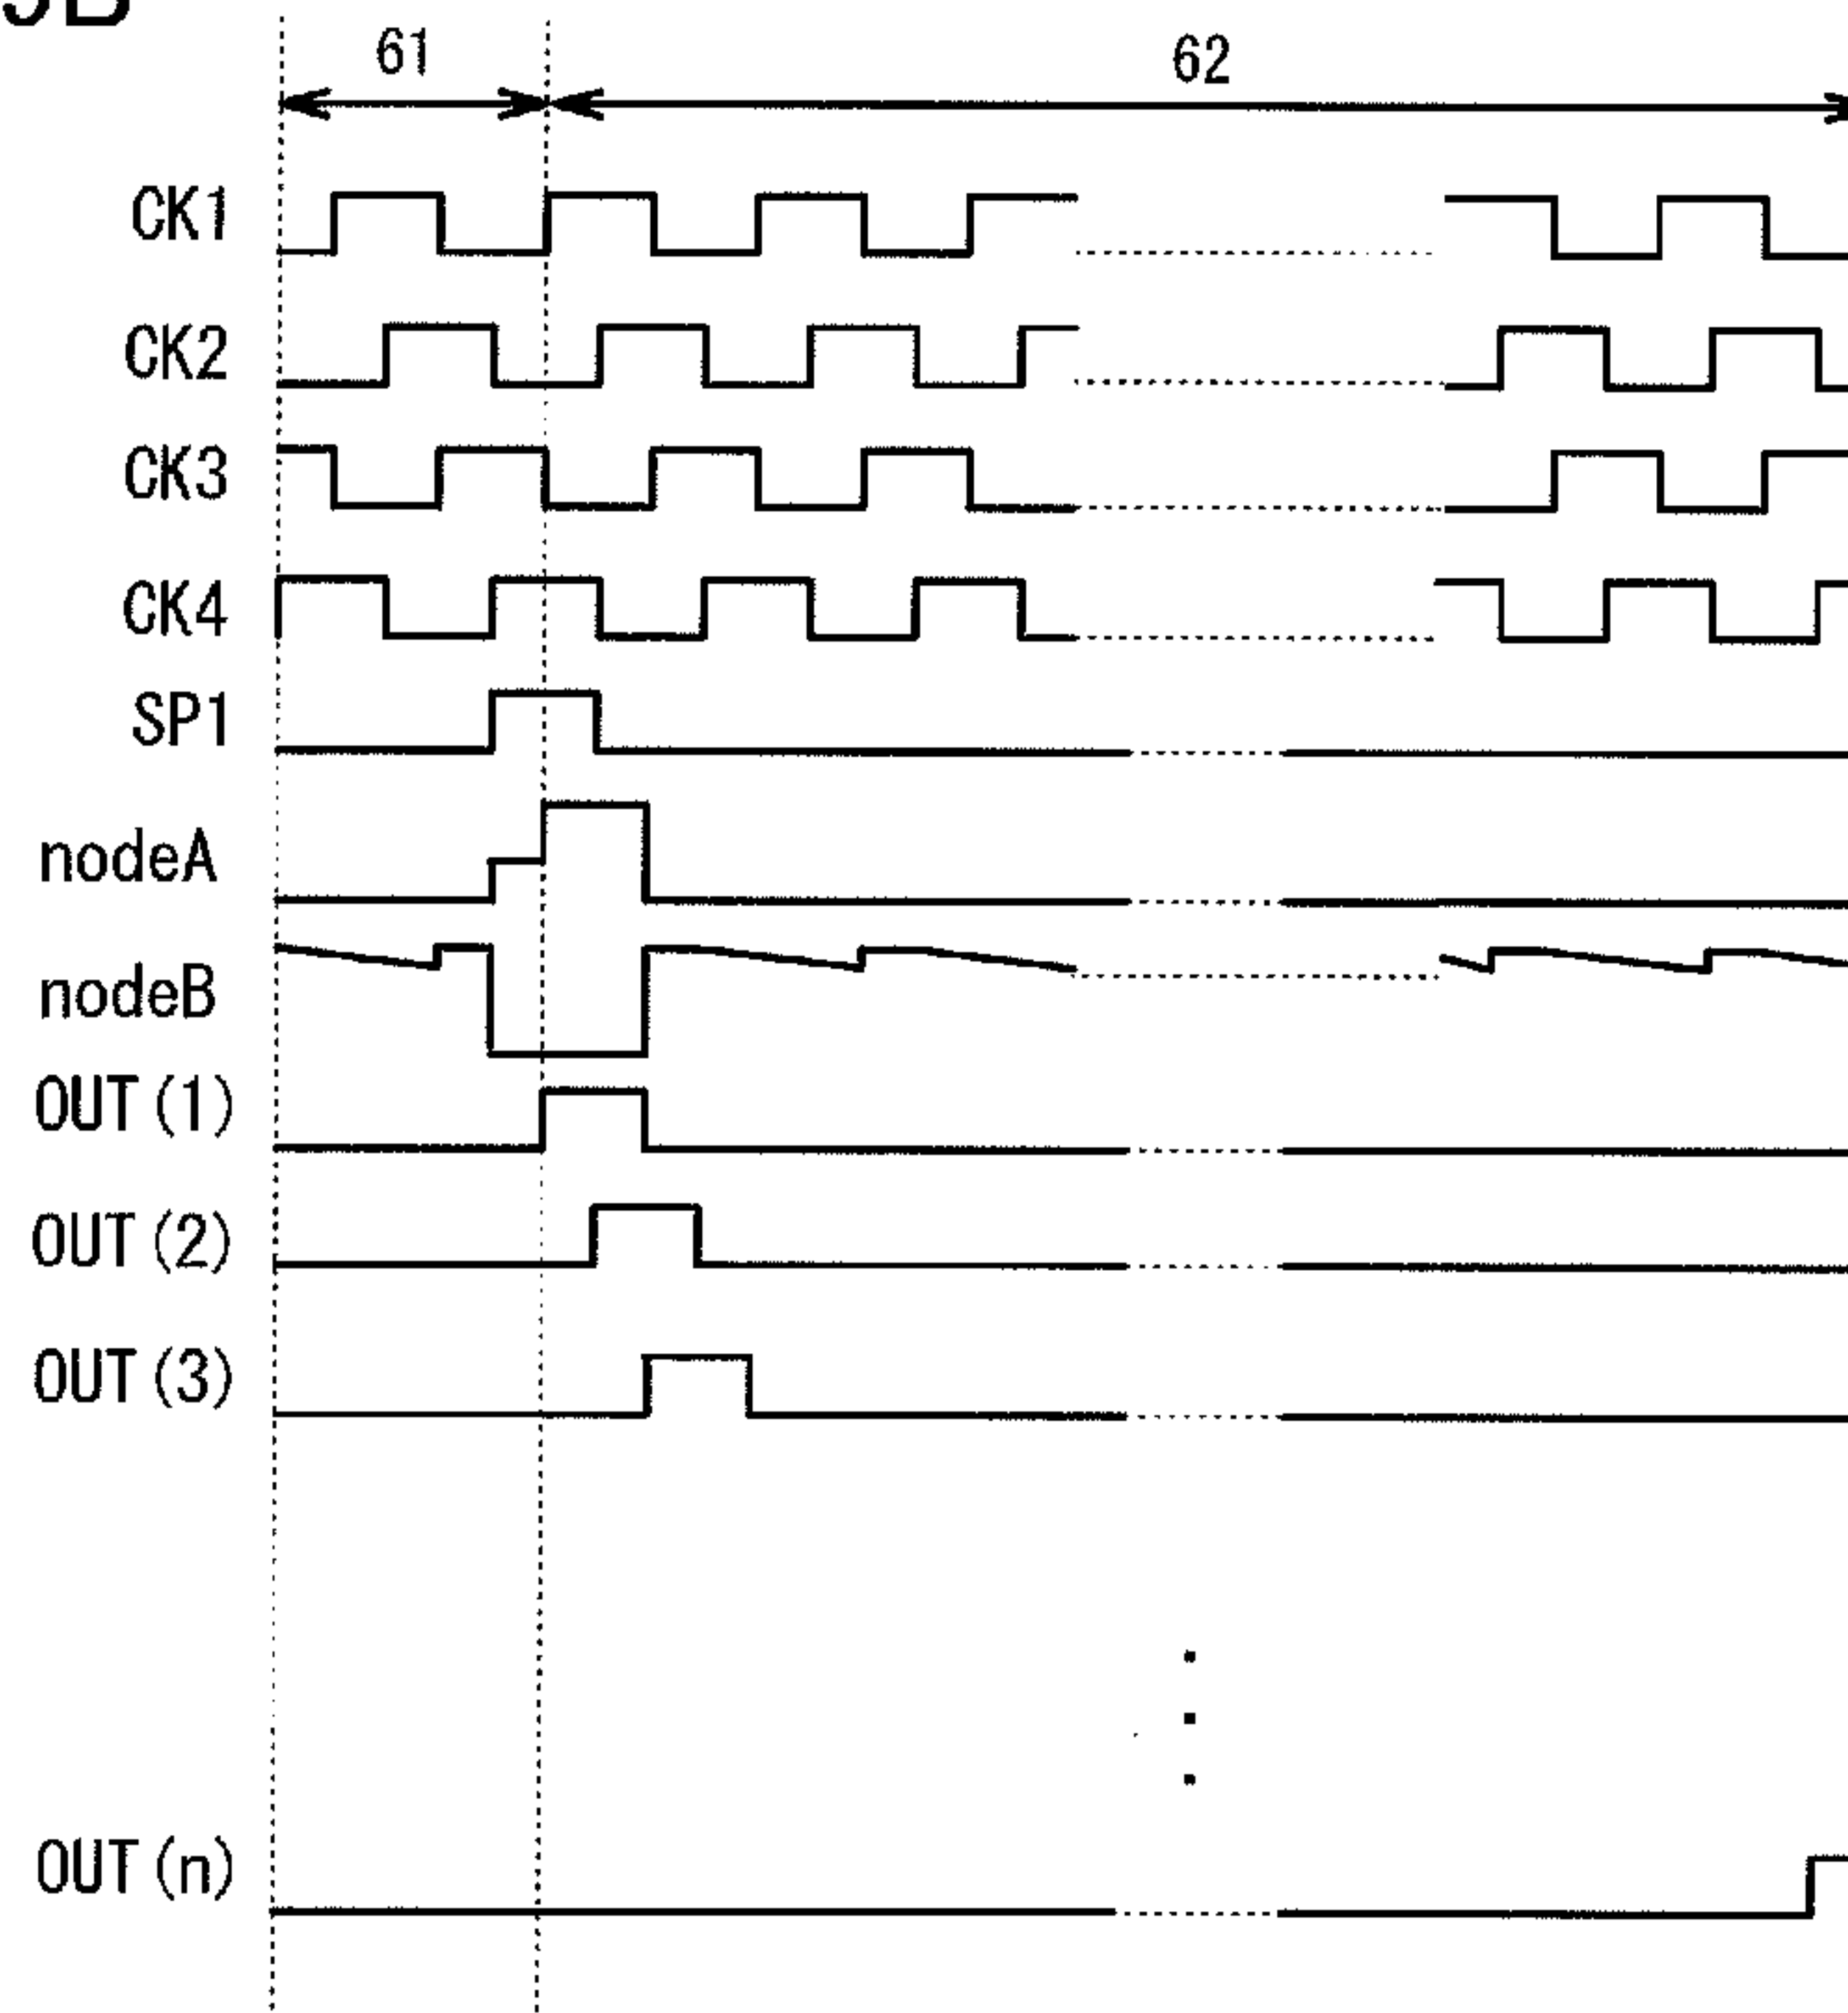 61 62
CK1
CK2
CK3
CK4
SP1
nodeA
nodeB
OUT (1)
OUT (2)
OUT (3)
OUT (n)